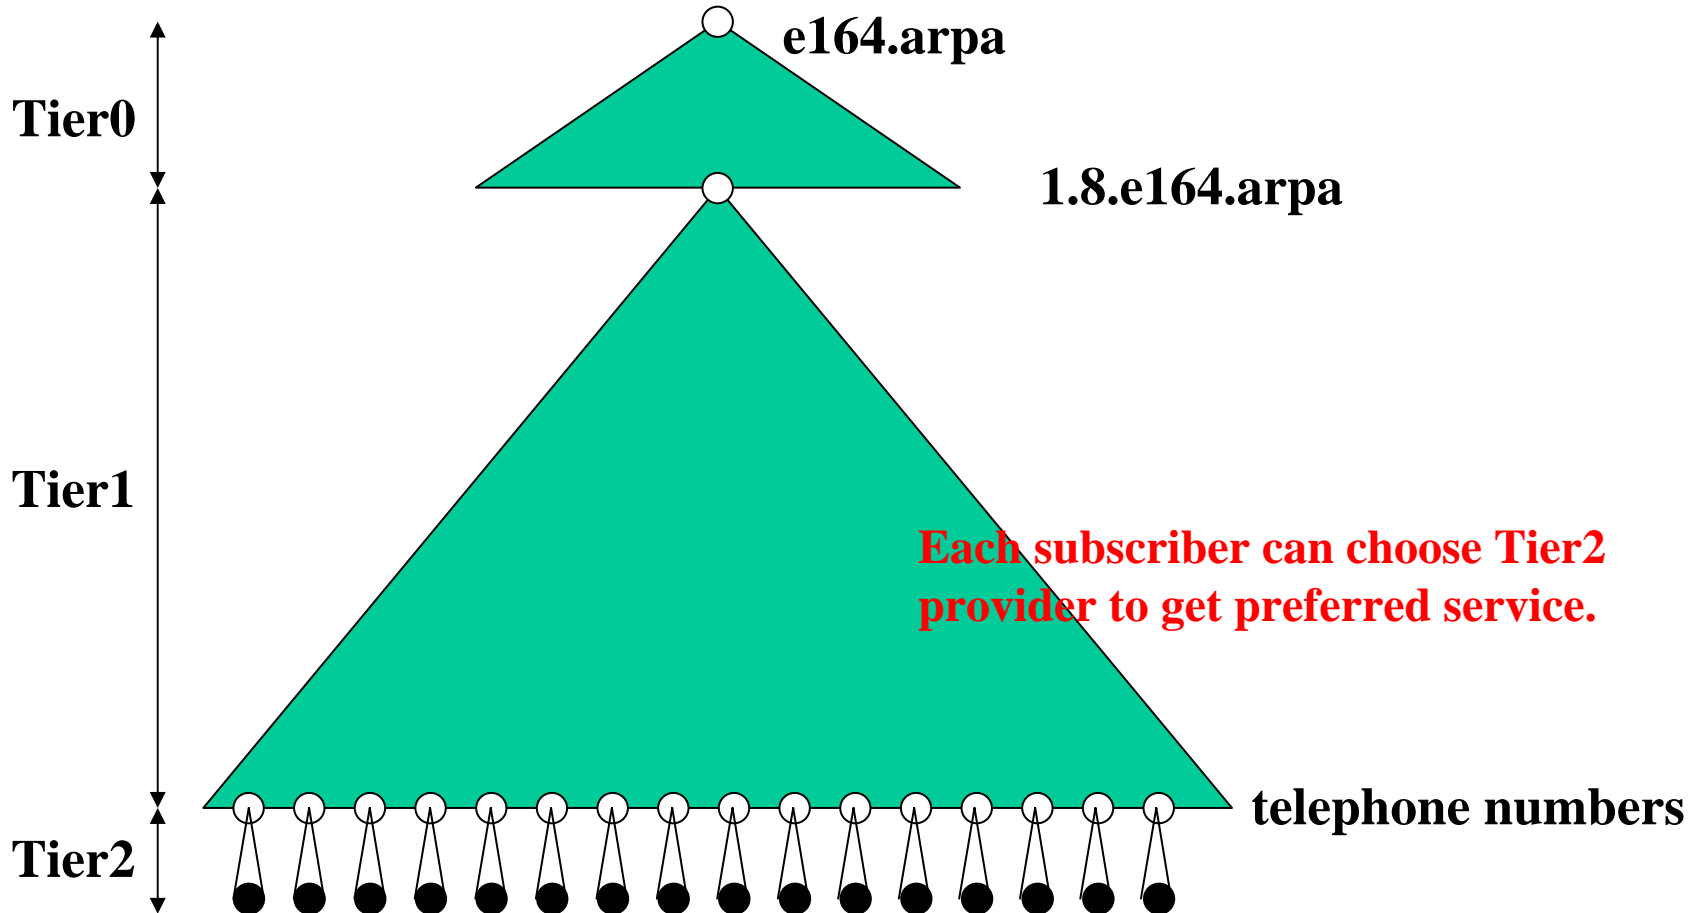 e164.arpa
Tier0
1.8.e164.arpa
Tier1
Each subscriber can choose Tier2
provider to get preferred service.
telephone numbers
Tier2